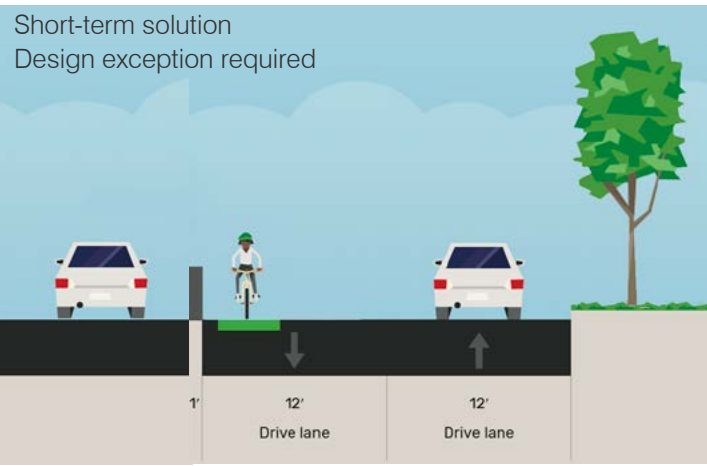 Short-term solution
Design exception required
1′ 12′ 12′
Drive lane Drive lane